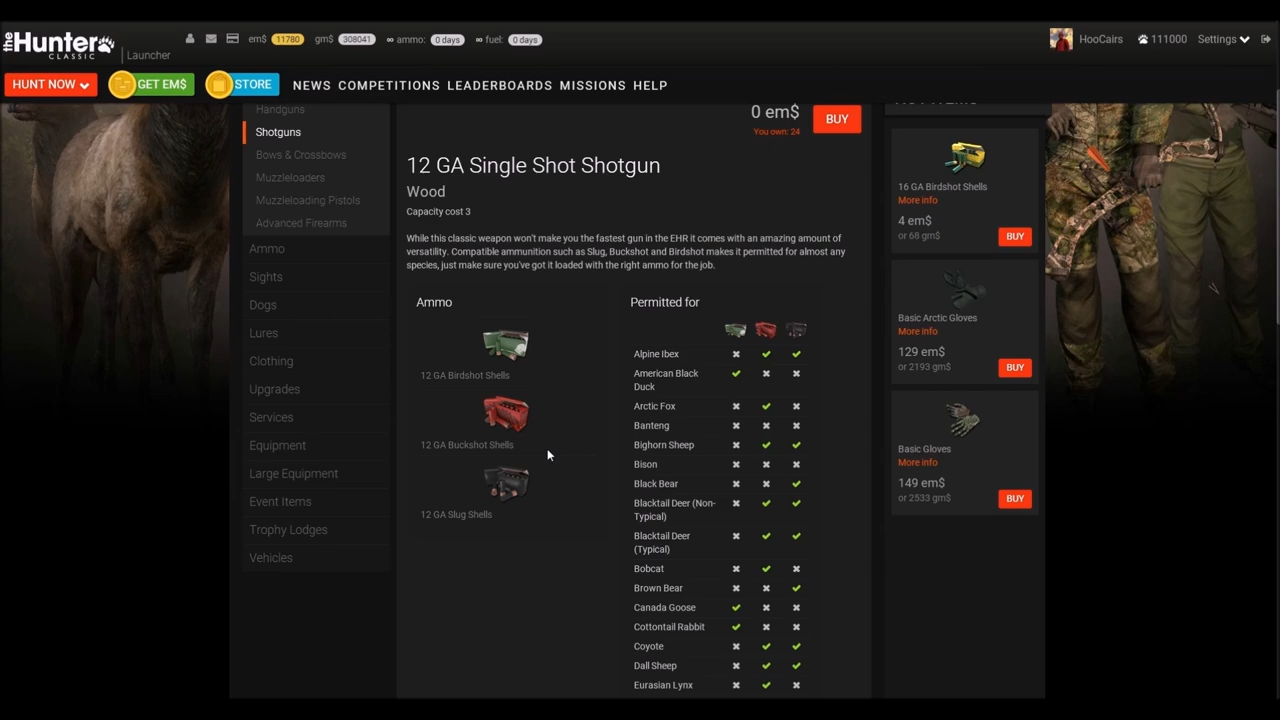 theHunter
CLASSIC
Launcher
em$ 11780 gm$ 308041 ∞ ammo: 0 days ∞ fuel: 0 days
HooCairs 111000 Settings
HUNT NOW GET EM$ STORE NEWS COMPETITIONS LEADERBOARDS MISSIONS HELP
Handguns
Shotguns
Bows & Crossbows
Muzzleloaders
Muzzleloading Pistols
Advanced Firearms
Ammo
Sights
Dogs
Lures
Clothing
Upgrades
Services
Equipment
Large Equipment
Event Items
Trophy Lodges
Vehicles
0 em$
You own: 24
BUY
12 GA Single Shot Shotgun
Wood
Capacity cost 3
While this classic weapon won't make you the fastest gun in the EHR it comes with an amazing amount of
versatility. Compatible ammunition such as Slug, Buckshot and Birdshot makes it permitted for almost any
species, just make sure you've got it loaded with the right ammo for the job.
Ammo
12 GA Birdshot Shells
12 GA Buckshot Shells
12 GA Slug Shells
Permitted for
Alpine Ibex
American Black
Duck
Arctic Fox
Banteng
Bighorn Sheep
Bison
Black Bear
Blacktail Deer (Non-
Typical)
Blacktail Deer
(Typical)
Bobcat
Brown Bear
Canada Goose
Cottontail Rabbit
Coyote
Dall Sheep
Eurasian Lynx
16 GA Birdshot Shells
More info
4 em$
or 68 gm$
BUY
Basic Arctic Gloves
More info
129 em$
or 2193 gm$
BUY
Basic Gloves
More info
149 em$
or 2533 gm$
BUY